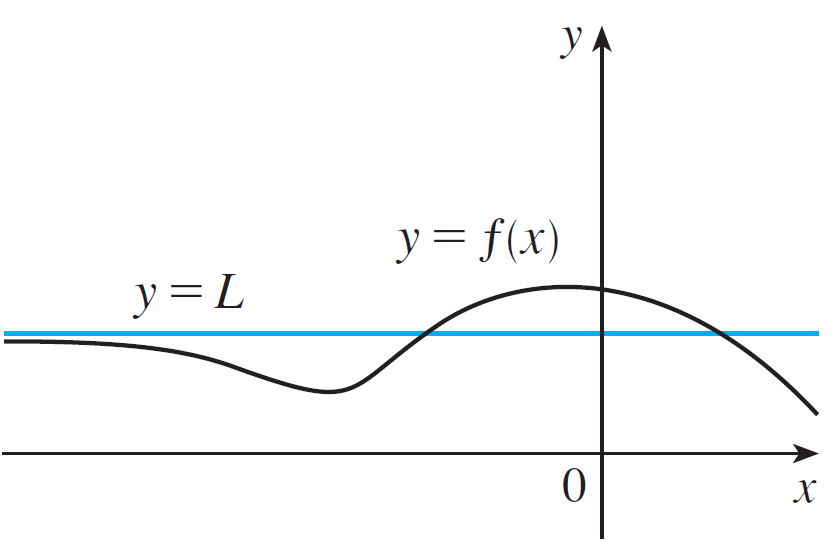 y
y = f(x)
y = L
0
x